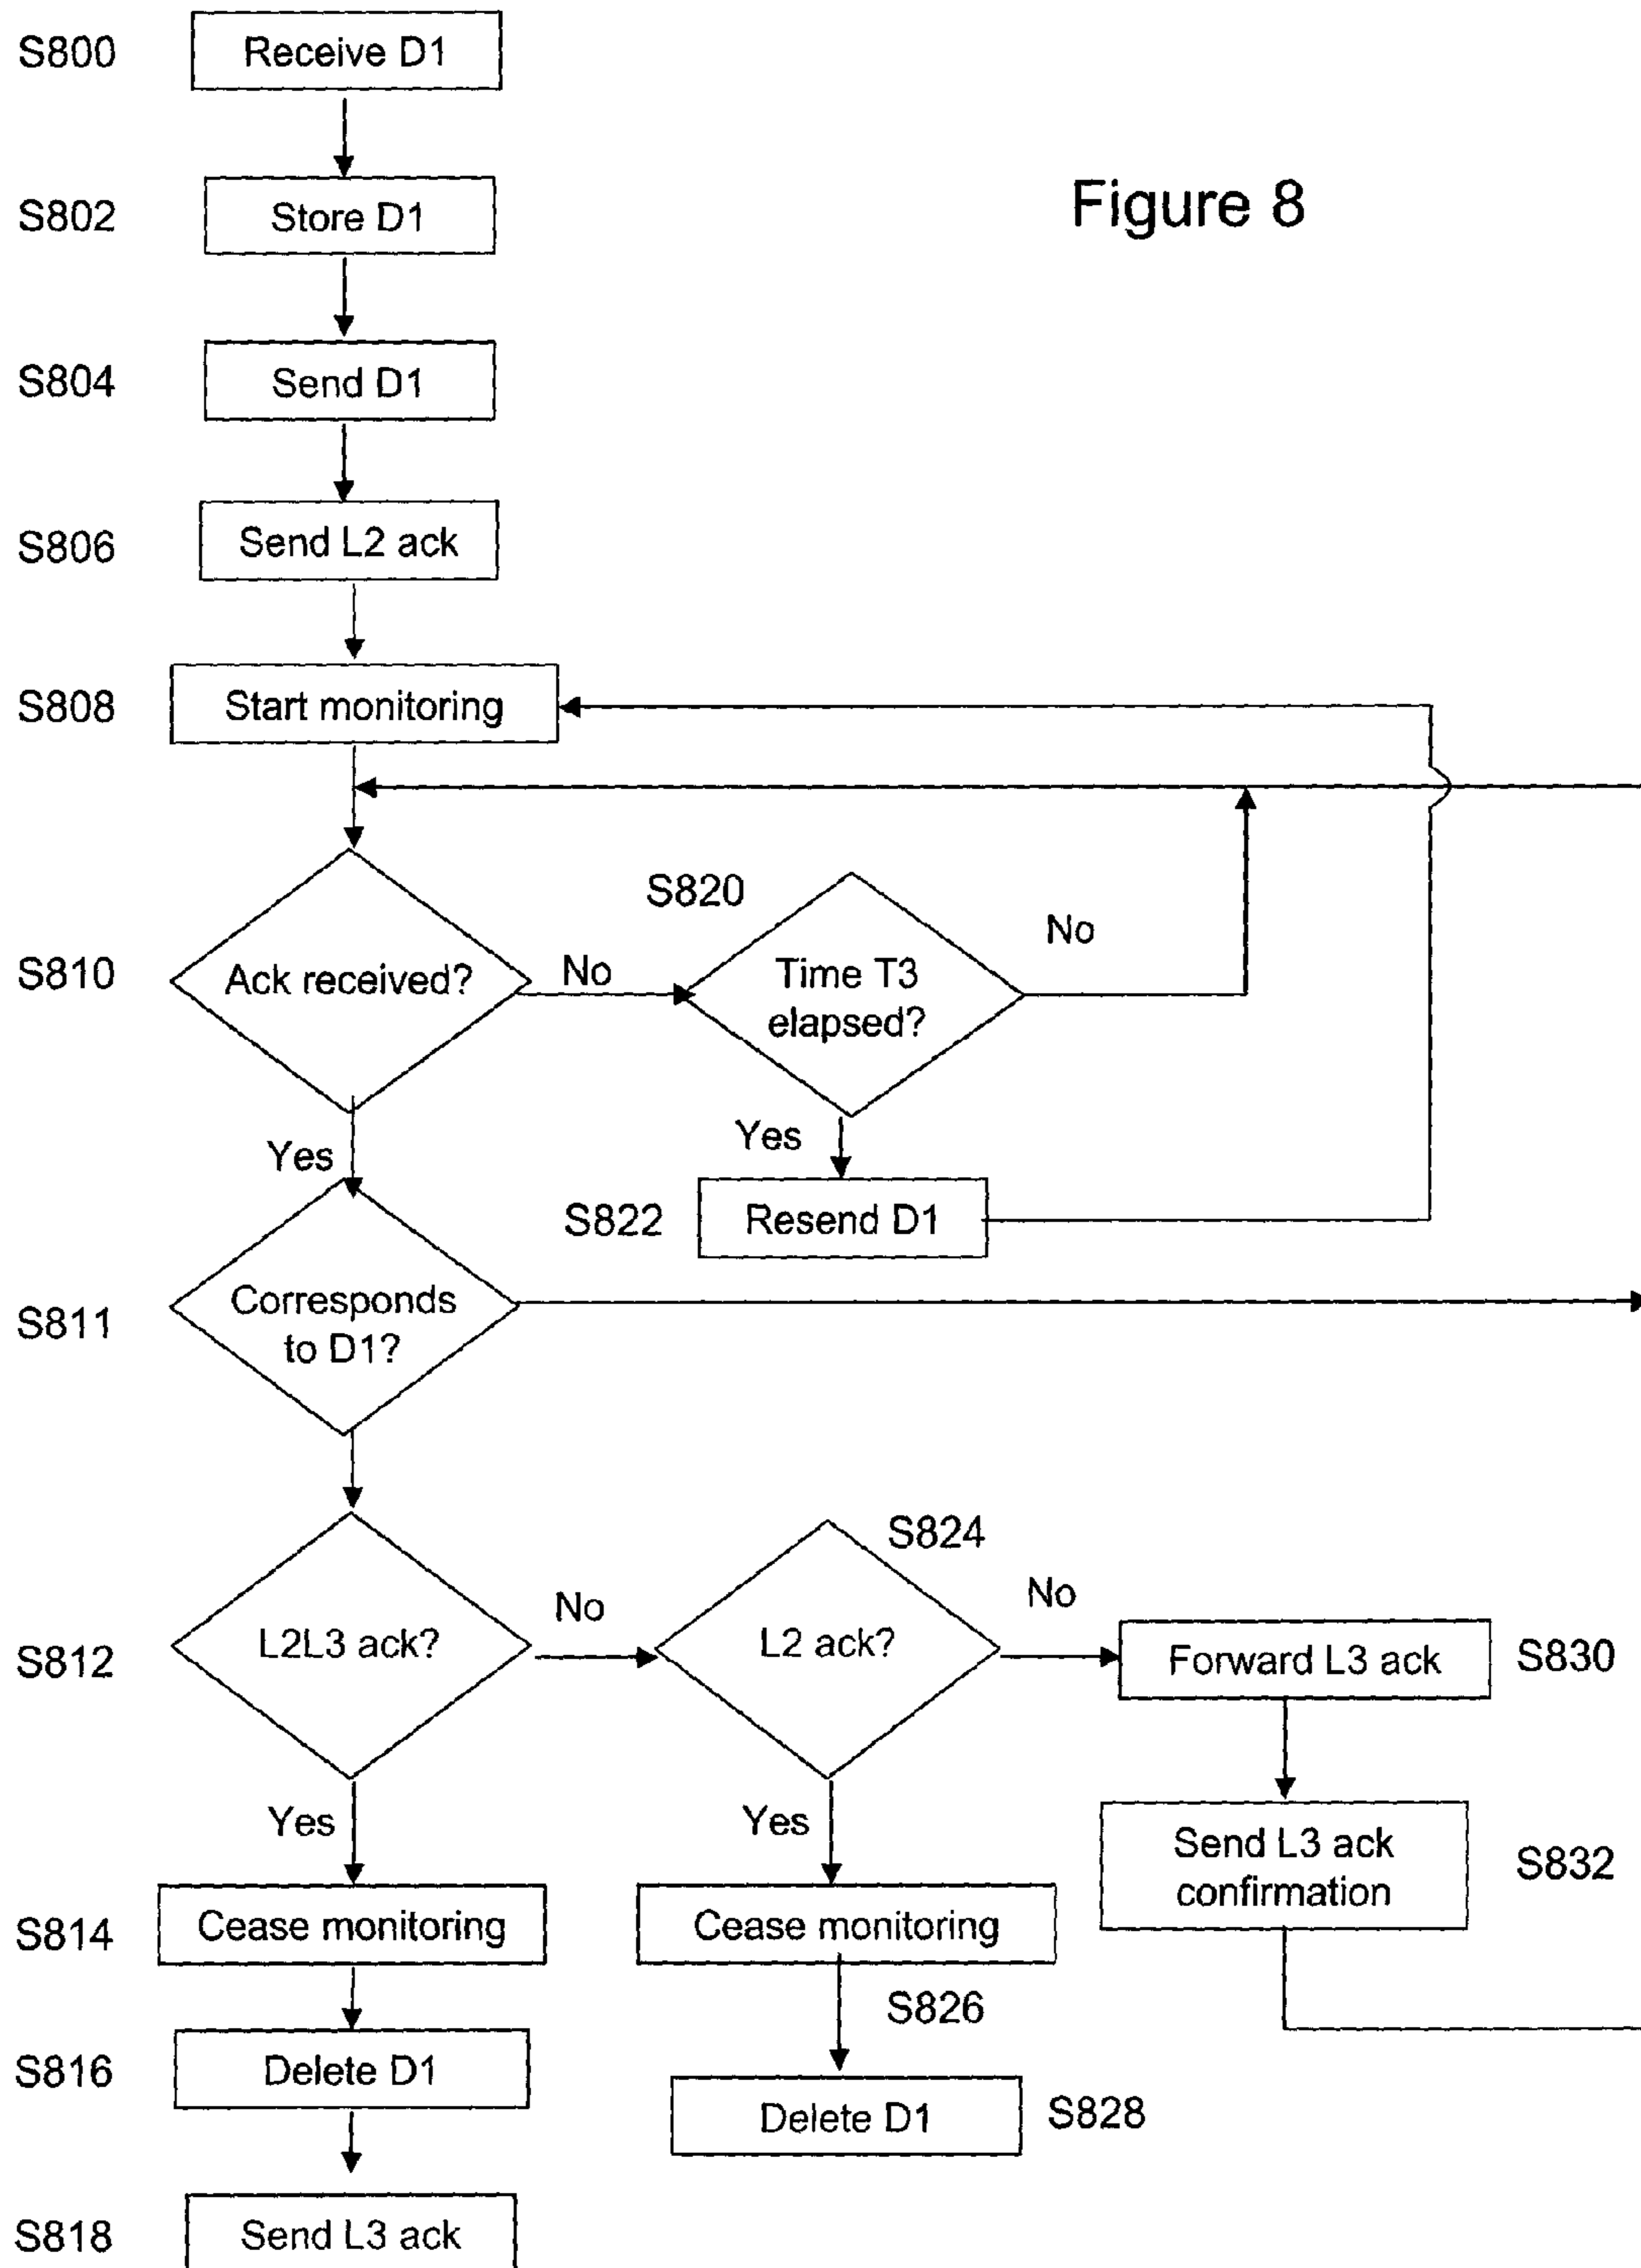 S800
Receive D1
Figure 8
S802
Store D1
S804
Send D1
S806
Send L2 ack
S808
Start monitoring
S820
S810
Ack received?
No
Time T3
elapsed?
No
Yes
Yes
S822
Resend D1
S811
Corresponds
to D1?
S824
S812
L2L3 ack?
No
L2 ack?
No
Forward L3 ack
S830
Yes
Yes
Send L3 ack
confirmation
S832
S814
Cease monitoring
Cease monitoring
S826
S816
Delete D1
Delete D1
S828
S818
Send L3 ack